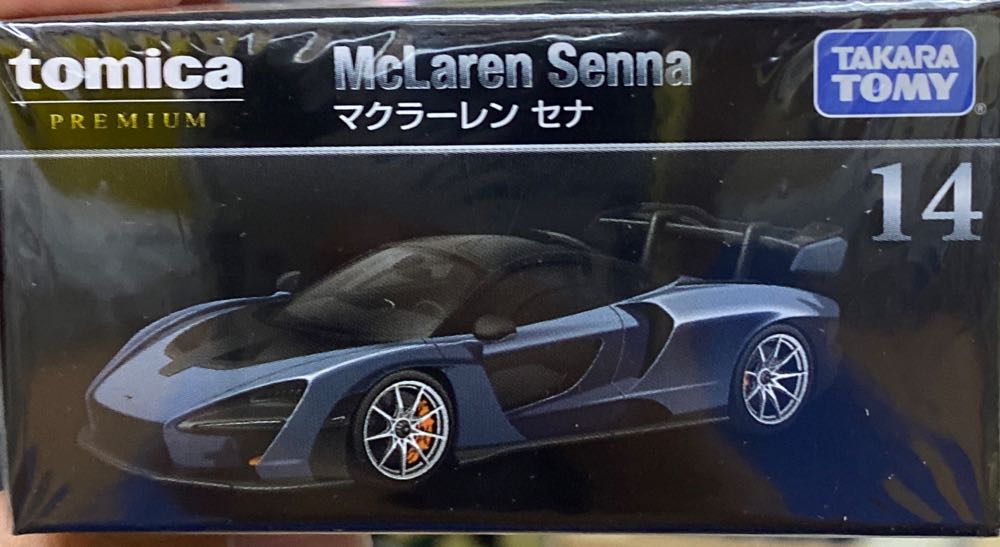 tomica
PREMIUM
McLaren Senna
マクラーレン セナ
TAKARA
TOMY
®
14